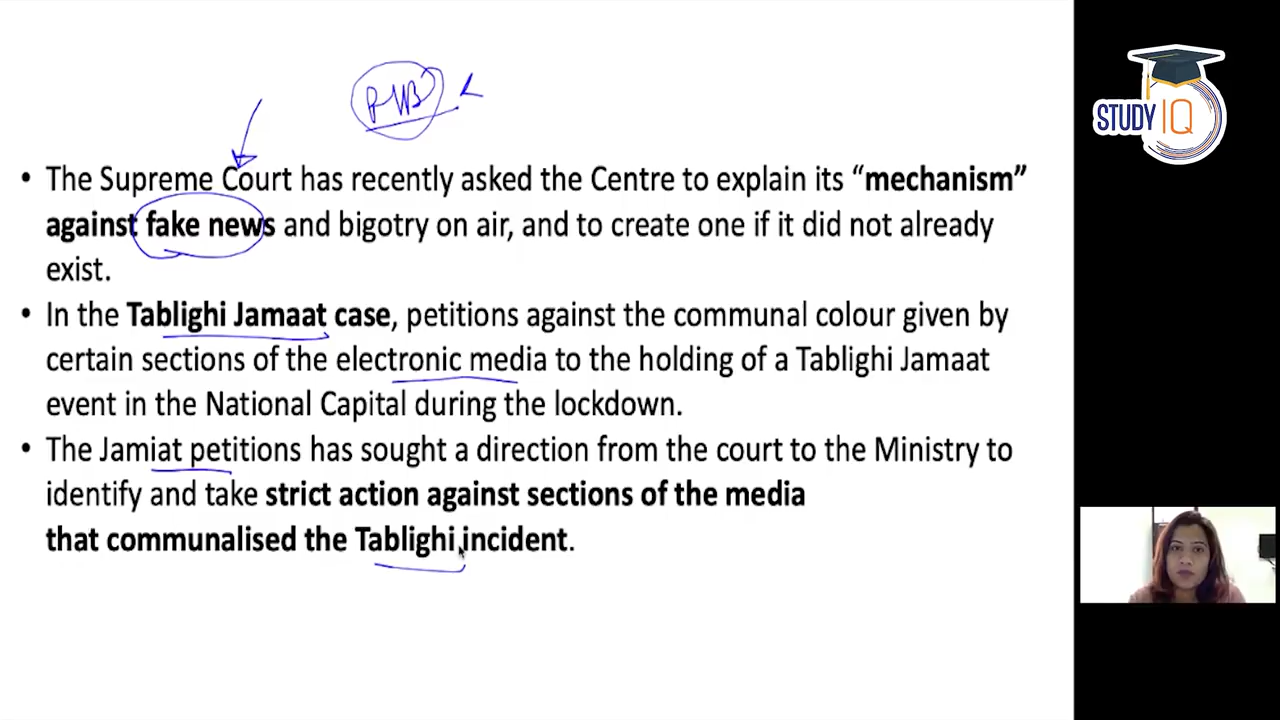 PIB
• The Supreme Court has recently asked the Centre to explain its “mechanism”
against fake news and bigotry on air, and to create one if it did not already
exist.
• In the Tablighi Jamaat case, petitions against the communal colour given by
certain sections of the electronic media to the holding of a Tablighi Jamaat
event in the National Capital during the lockdown.
• The Jamiat petitions has sought a direction from the court to the Ministry to
identify and take strict action against sections of the media
that communalised the Tablighi incident.
STUDY IQ